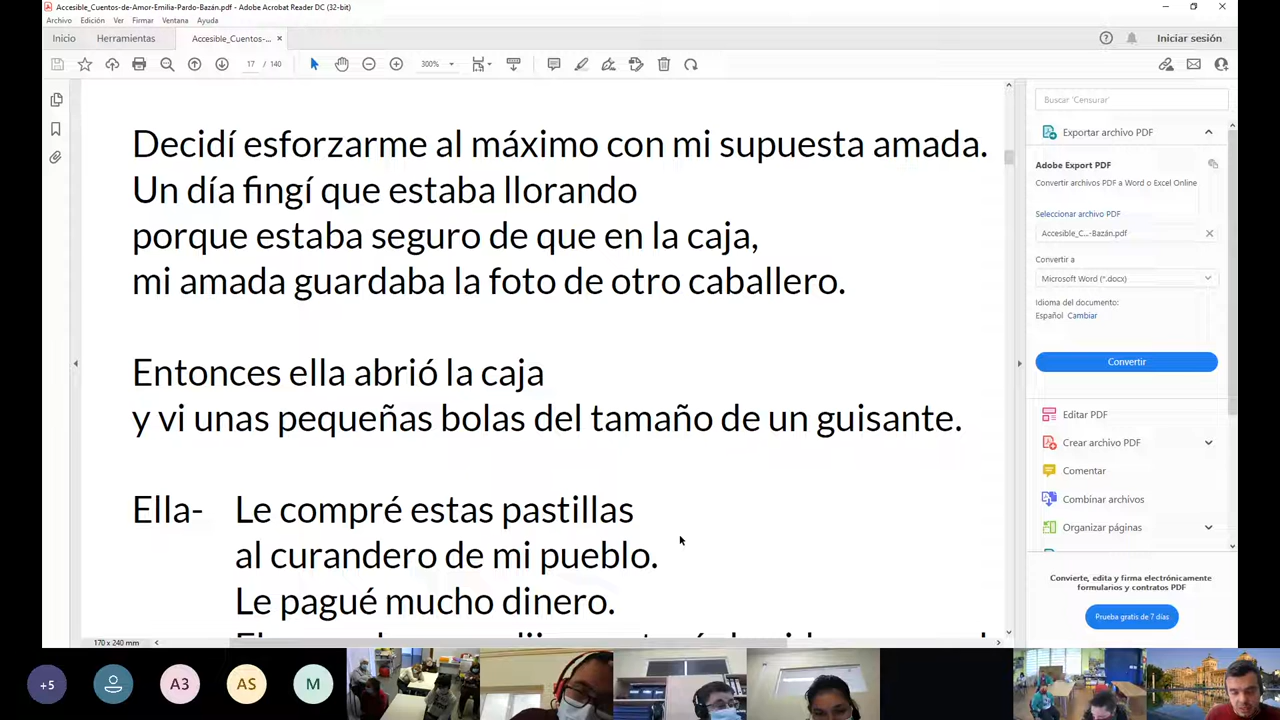 Accesible_Cuentos-de-Amor-Emilia-Pardo-Bazán.pdf - Adobe Acrobat Reader DC (32-bit)
Archivo Edición Ver Firmar Ventana Ayuda
Inicio Herramientas Accesible_Cuentos-... × Iniciar sesión
17 / 140 300%
Decidí esforzarme al máximo con mi supuesta amada.
Un día fingí que estaba llorando
porque estaba seguro de que en la caja,
mi amada guardaba la foto de otro caballero.
Entonces ella abrió la caja
y vi unas pequeñas bolas del tamaño de un guisante.
Ella- Le compré estas pastillas
al curandero de mi pueblo.
Le pagué mucho dinero.
170 x 240 mm
Buscar 'Censurar'
Exportar archivo PDF
Adobe Export PDF
Convertir archivos PDF a Word o Excel Online
Seleccionar archivo PDF
Accesible_C...-Bazán.pdf
Convertir a
Microsoft Word (*.docx)
Idioma del documento:
Español Cambiar
Convertir
Editar PDF
Crear archivo PDF
Comentar
Combinar archivos
Organizar páginas
Convierte, edita y firma electrónicamente
formularios y contratos PDF
Prueba gratis de 7 días
+5 A3 AS M